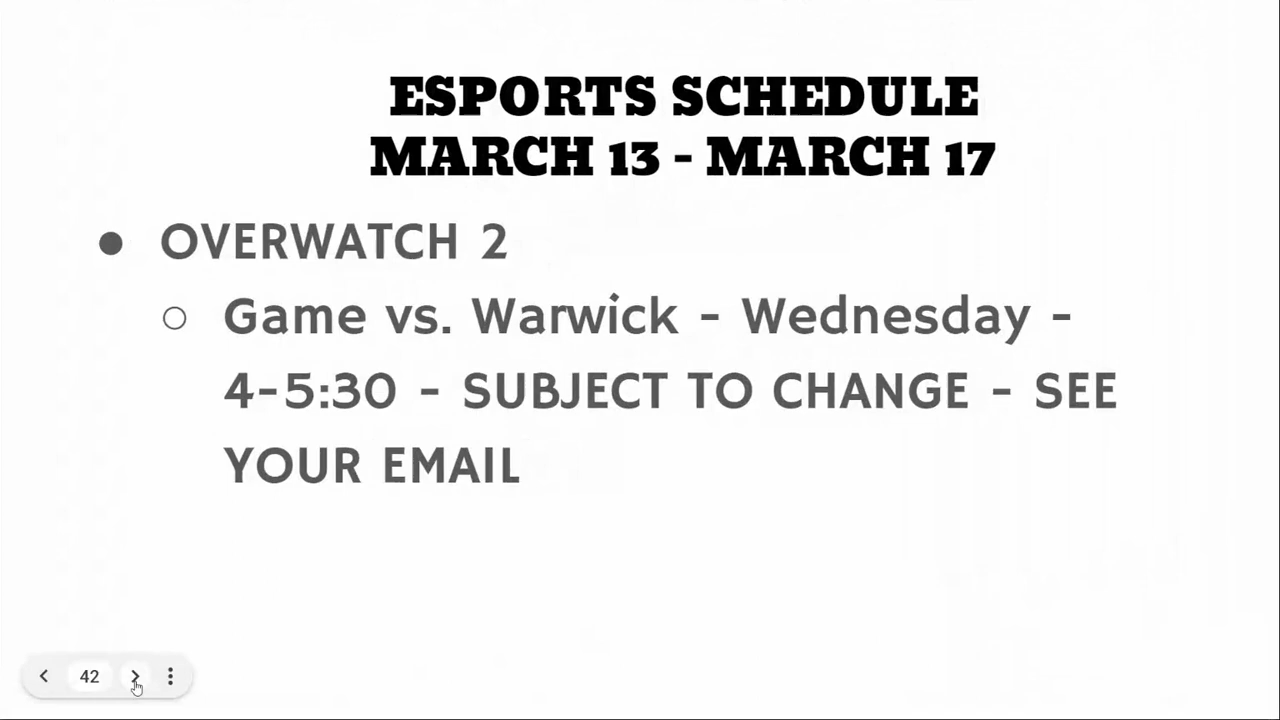 ESPORTS SCHEDULE
MARCH 13 - MARCH 17
● OVERWATCH 2
○ Game vs. Warwick - Wednesday -
4-5:30 - SUBJECT TO CHANGE - SEE
YOUR EMAIL
42